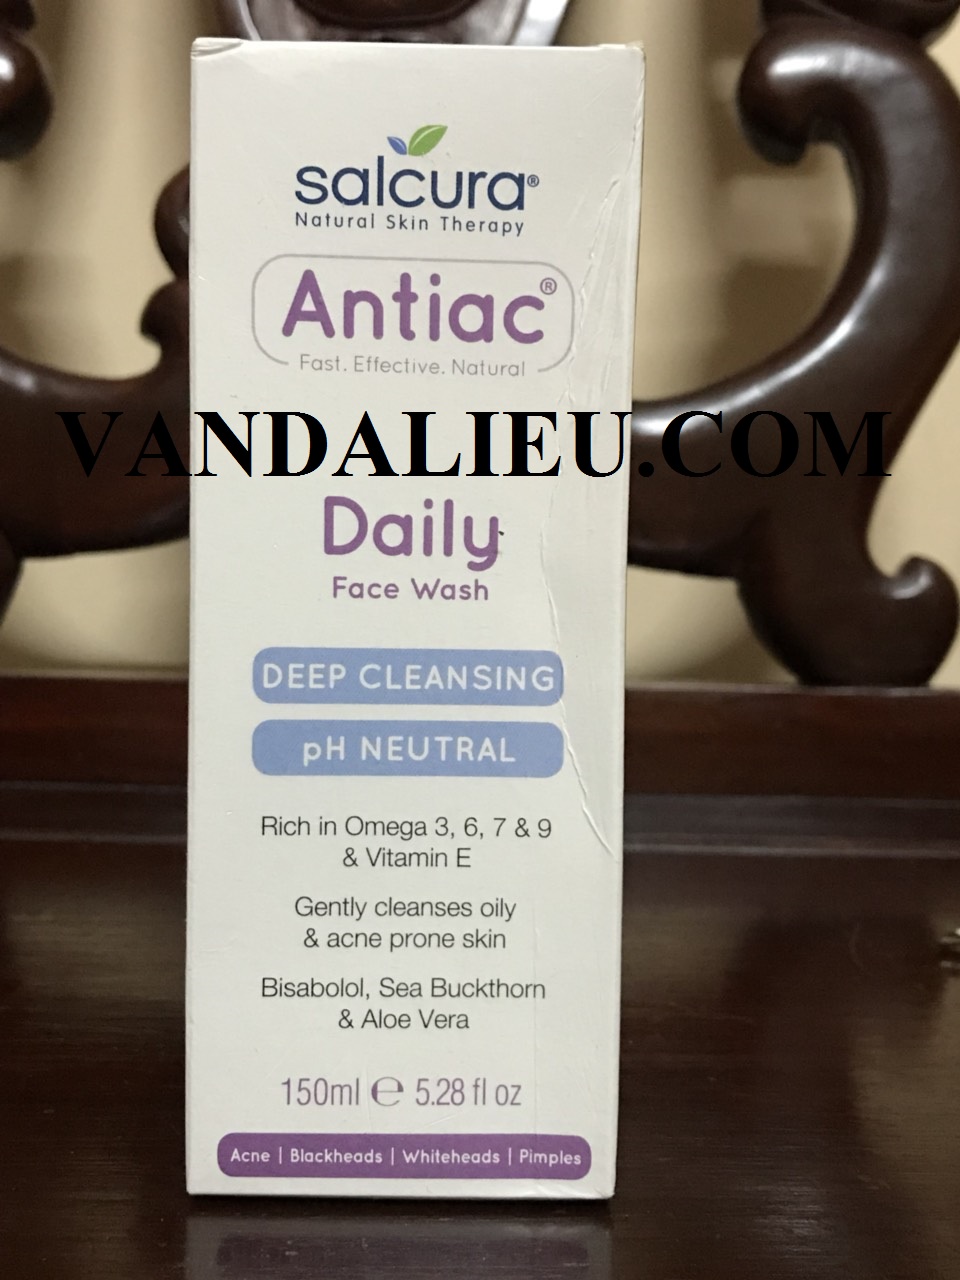 salcura®
Natural Skin Therapy
Antiac®
Fast. Effective. Natural
VANDALIEU.COM
Daily
Face Wash
DEEP CLEANSING
pH NEUTRAL
Rich in Omega 3, 6, 7 & 9
& Vitamin E
Gently cleanses oily
& acne prone skin
Bisabolol, Sea Buckthorn
& Aloe Vera
150ml ℮ 5.28 fl oz
Acne | Blackheads | Whiteheads | Pimples